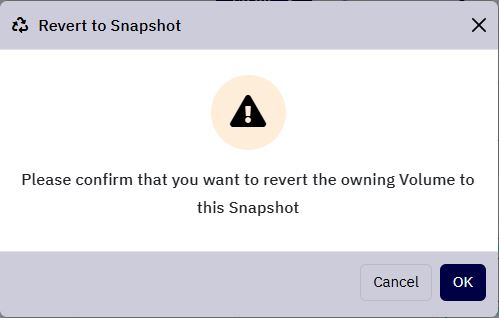 Revert to Snapshot
Please confirm that you want to revert the owning Volume to
this Snapshot
Cancel
OK